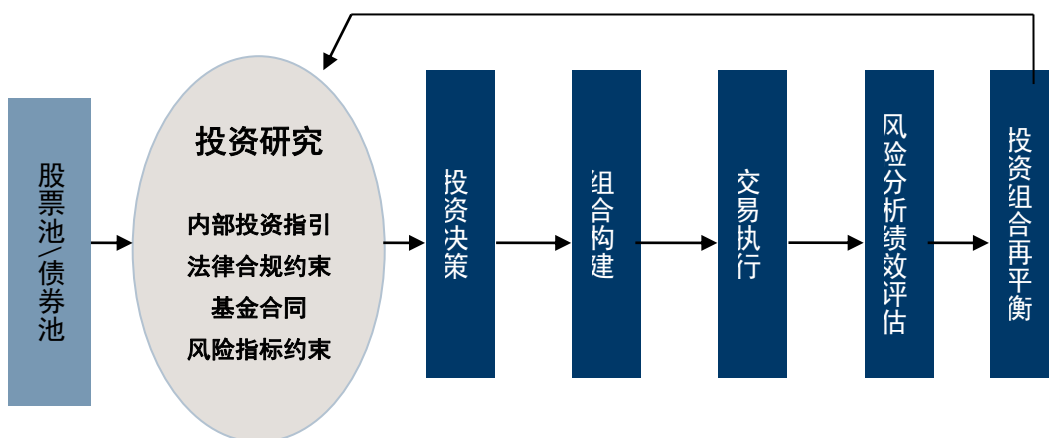 股票池/债券池
投资研究
内部投资指引
法律合规约束
基金合同
风险指标约束
投资决策
组合构建
交易执行
风险分析绩效评估
投资组合再平衡